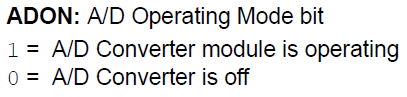 ADON: A/D Operating Mode bit
1 = A/D Converter module is operating
0 = A/D Converter is off